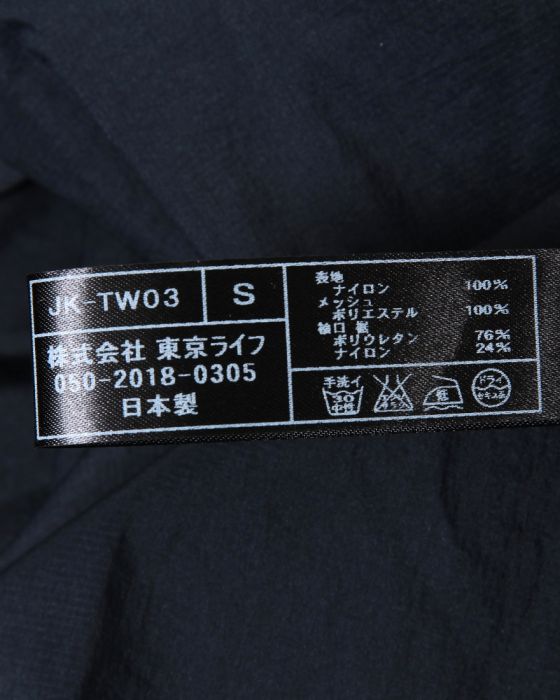 JK-TW03
S
株式会社 東京ライフ
050-2018-0305
日本製
表地
ナイロン 100%
メッシュ
ポリエステル 100%
袖口 裾
ポリウレタン 76%
ナイロン 24%
手洗イ
30
中性
低
ドライ
セキユ系